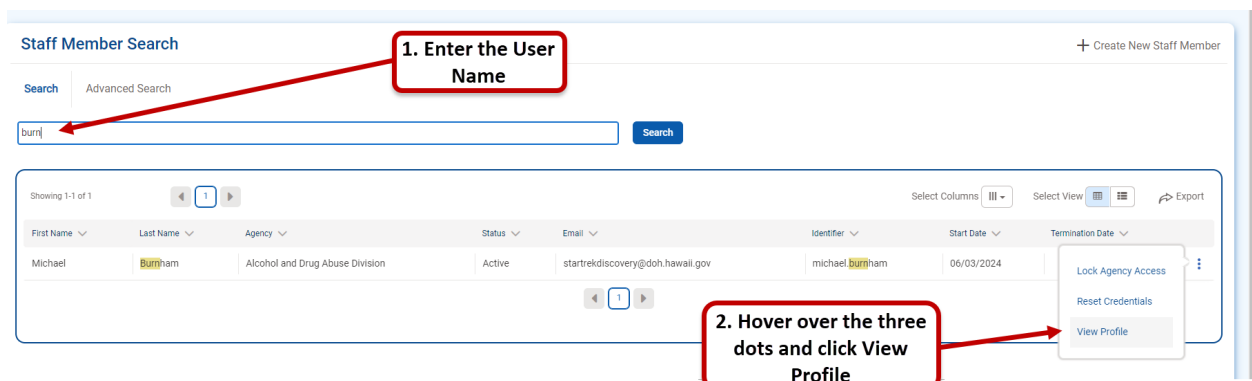 Staff Member Search
1. Enter the User
Name
+ Create New Staff Member
Search Advanced Search
burn
Search
Showing 1-1 of 1
1
Select Columns
Select View
Export
First Name Last Name Agency Status Email Identifier Start Date Termination Date
Michael Burnham Alcohol and Drug Abuse Division Active startrekdiscovery@doh.hawaii.gov michael.burnham 06/03/2024
Lock Agency Access
Reset Credentials
View Profile
1
2. Hover over the three
dots and click View
Profile